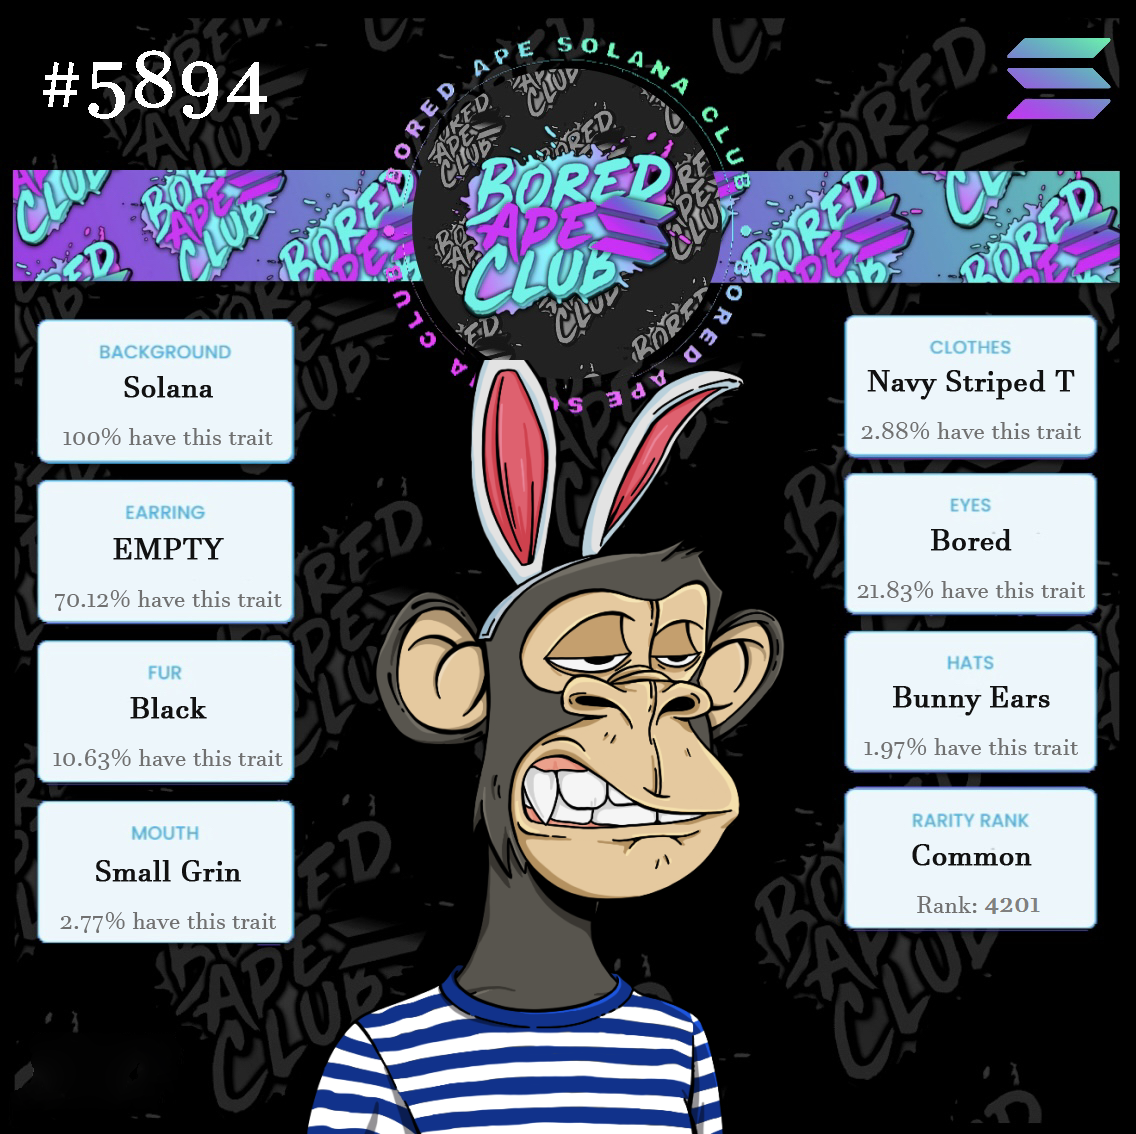 #5894
BORED APE SOLANA CLUB
BORED
APE
CLUB
BACKGROUND
Solana
100% have this trait
EARRING
EMPTY
70.12% have this trait
FUR
Black
10.63% have this trait
MOUTH
Small Grin
2.77% have this trait
CLOTHES
Navy Striped T
2.88% have this trait
EYES
Bored
21.83% have this trait
HATS
Bunny Ears
1.97% have this trait
RARITY RANK
Common
Rank: 4201